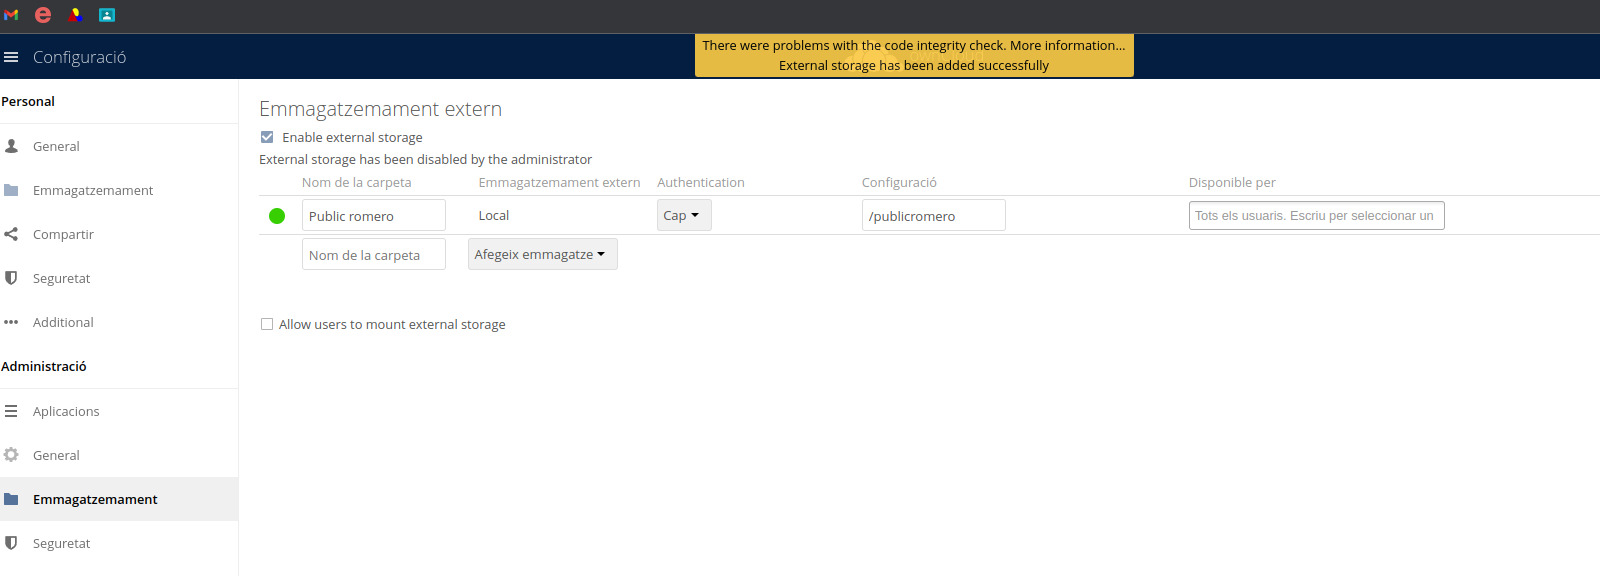 There were problems with the code integrity check. More information...
External storage has been added successfully
Configuració
Personal
General
Emmagatzemament
Compartir
Seguretat
Additional
Administració
Aplicacions
General
Emmagatzemament
Seguretat
Emmagatzemament extern
Enable external storage
External storage has been disabled by the administrator
Nom de la carpeta Emmagatzemament extern Authentication Configuració Disponible per
Public romero Local Cap /publicromero Tots els usuaris. Escriu per seleccionar un
Nom de la carpeta Afegeix emmagatze
Allow users to mount external storage